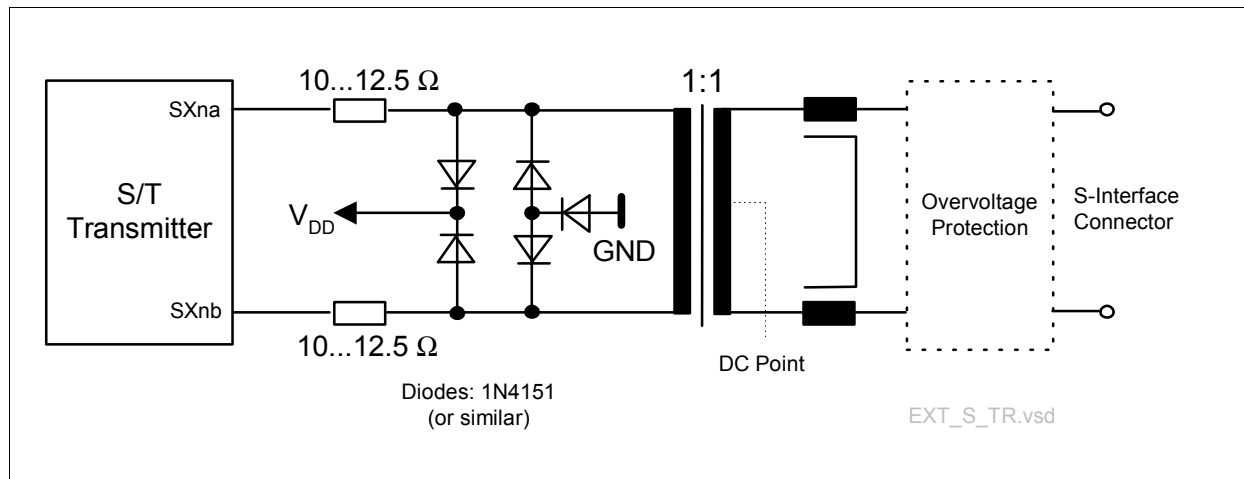 10...12.5 Ω
1:1
SXna
S/T
Transmitter
V_DD
GND
Overvoltage
Protection
S-Interface
Connector
SXnb
10...12.5 Ω
DC Point
Diodes: 1N4151
(or similar)
EXT_S_TR.vsd